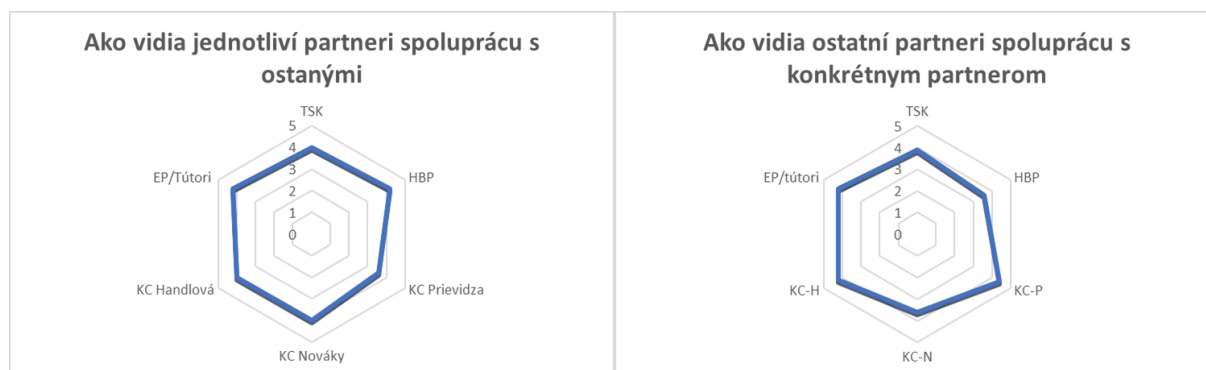 Ako vidia jednotliví partneri spoluprácu s
ostanými
TSK
5
4
3
2
1
0
HBP
KC Prievidza
KC Nováky
KC Handlová
EP/Tútori
Ako vidia ostatní partneri spoluprácu s
konkrétnym partnerom
TSK
5
4
3
2
1
0
HBP
KC-P
KC-N
KC-H
EP/tútori